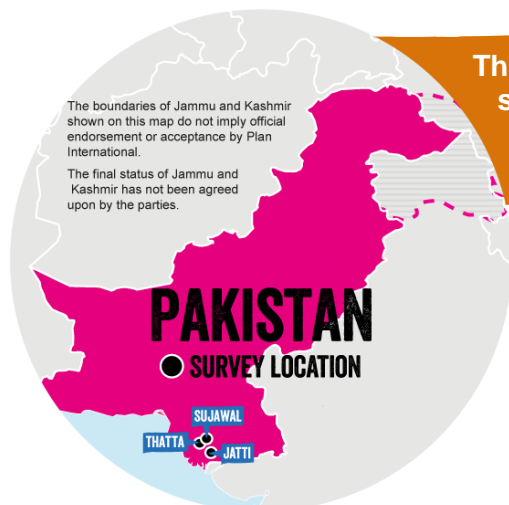 The boundaries of Jammu and Kashmir
shown on this map do not imply official
endorsement or acceptance by Plan
International.
The final status of Jammu and
Kashmir has not been agreed
upon by the parties.
PAKISTAN
SURVEY LOCATION
SUJAWAL
THATTA
JATTI